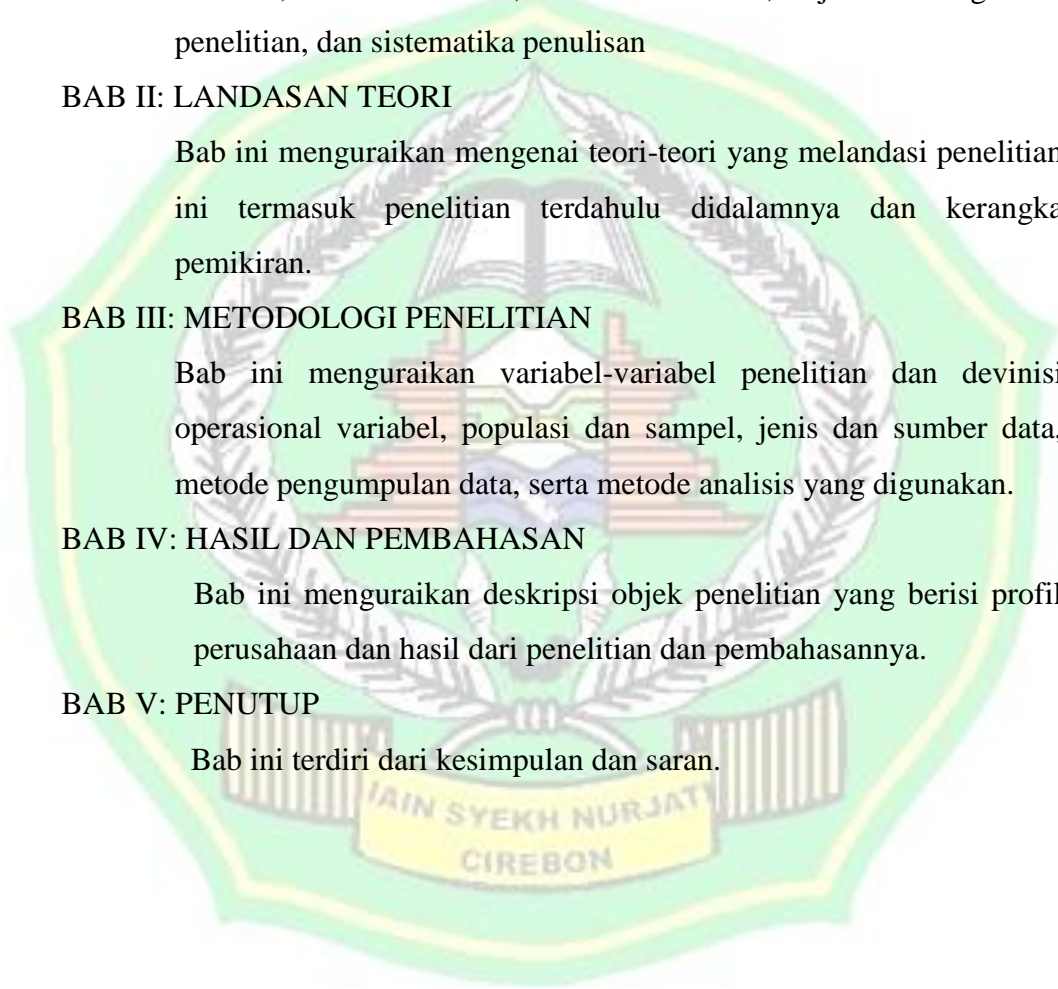 penelitian, dan sistematika penulisan
BAB II: LANDASAN TEORI
Bab ini menguraikan mengenai teori-teori yang melandasi penelitian
ini termasuk penelitian terdahulu didalamnya dan kerangka
pemikiran.
BAB III: METODOLOGI PENELITIAN
Bab ini menguraikan variabel-variabel penelitian dan devinisi
operasional variabel, populasi dan sampel, jenis dan sumber data,
metode pengumpulan data, serta metode analisis yang digunakan.
BAB IV: HASIL DAN PEMBAHASAN
Bab ini menguraikan deskripsi objek penelitian yang berisi profil
perusahaan dan hasil dari penelitian dan pembahasannya.
BAB V: PENUTUP
Bab ini terdiri dari kesimpulan dan saran.
IAIN SYEKH NURJATI
CIREBON